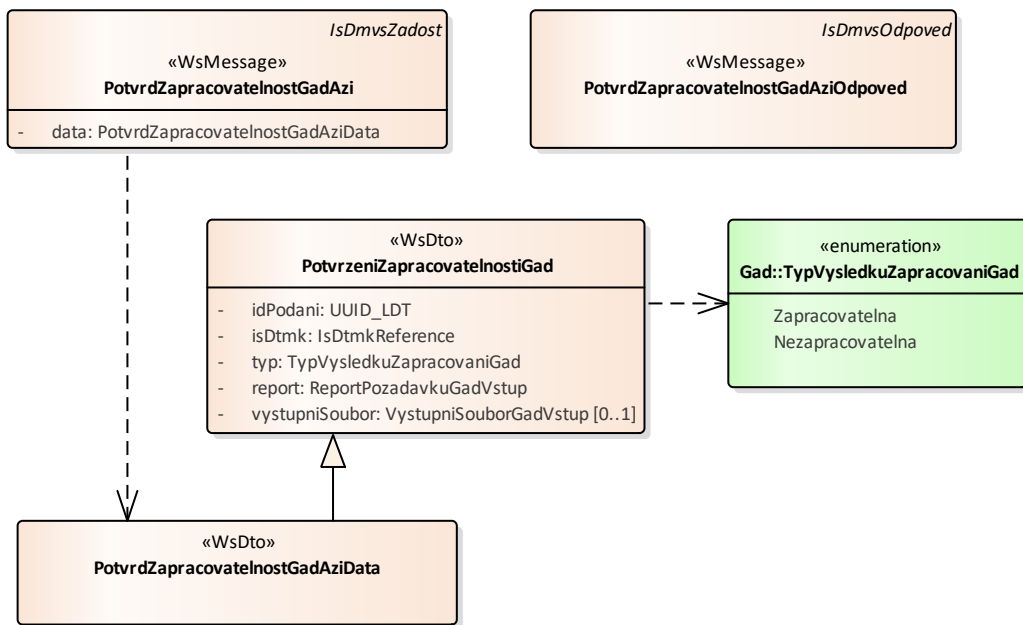 IsDmvsZadost
«WsMessage»
PotvrdZapracovatelnostGadAzi
- data: PotvrdZapracovatelnostGadAziData
IsDmvsOdpoved
«WsMessage»
PotvrdZapracovatelnostGadAziOdpoved
«WsDto»
PotvrzeniZapracovatelnostiGad
- idPodani: UUID_LDT
- isDtmk: IsDtmkReference
- typ: TypVysledkuZapracovaniGad
- report: ReportPozadavkuGadVstup
- vystupniSoubor: VystupniSouborGadVstup [0..1]
«enumeration»
Gad::TypVysledkuZapracovaniGad
Zapracovatelna
Nezapracovatelna
«WsDto»
PotvrdZapracovatelnostGadAziData